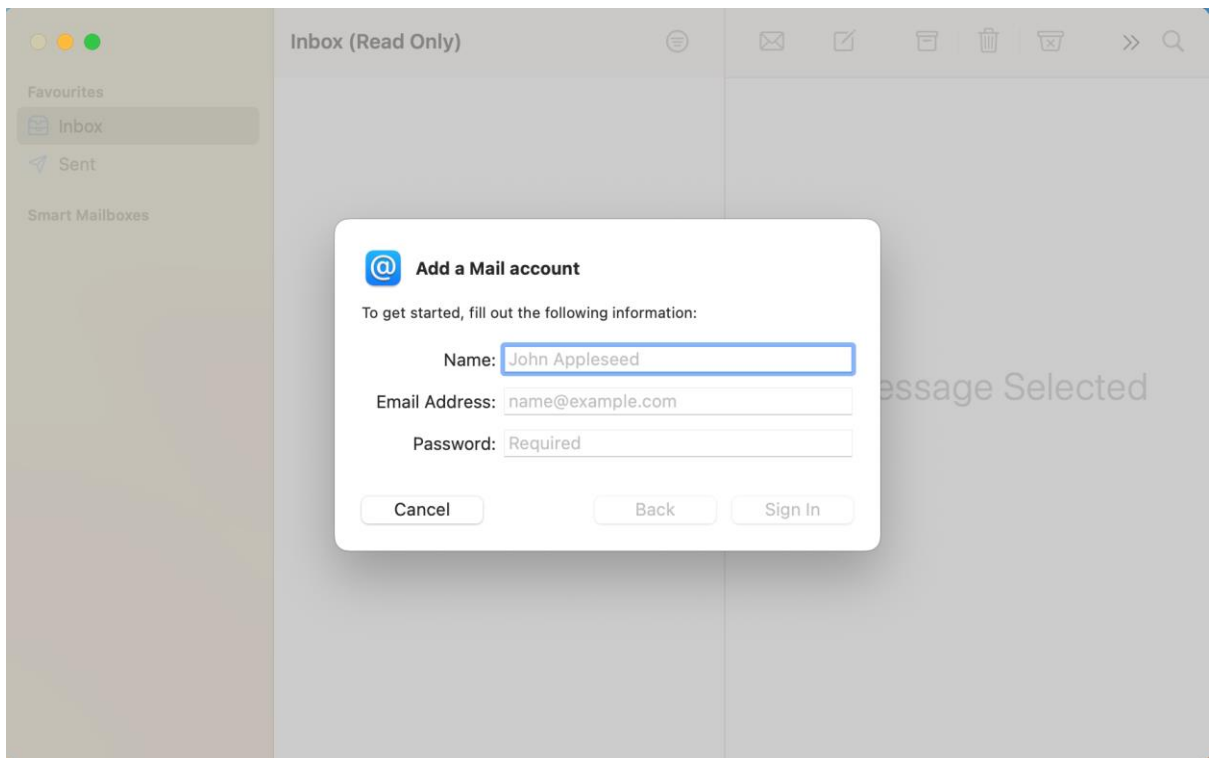 Inbox (Read Only)
Favourites
Inbox
Sent
Smart Mailboxes
essage Selected
@ Add a Mail account
To get started, fill out the following information:
Name: John Appleseed
Email Address: name@example.com
Password: Required
Cancel Back Sign In